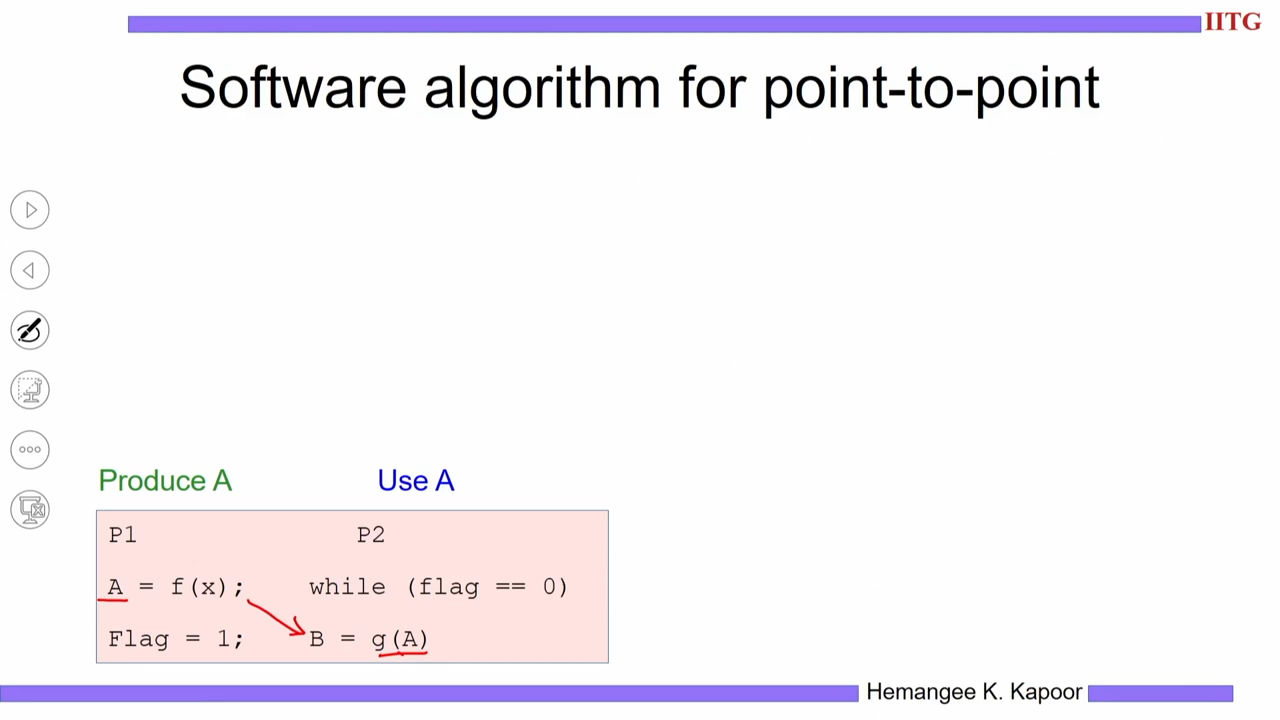 IITG
Software algorithm for point-to-point
Produce A Use A
P1 P2
A = f(x); while (flag == 0)
Flag = 1; B = g(A)
Hemangee K. Kapoor